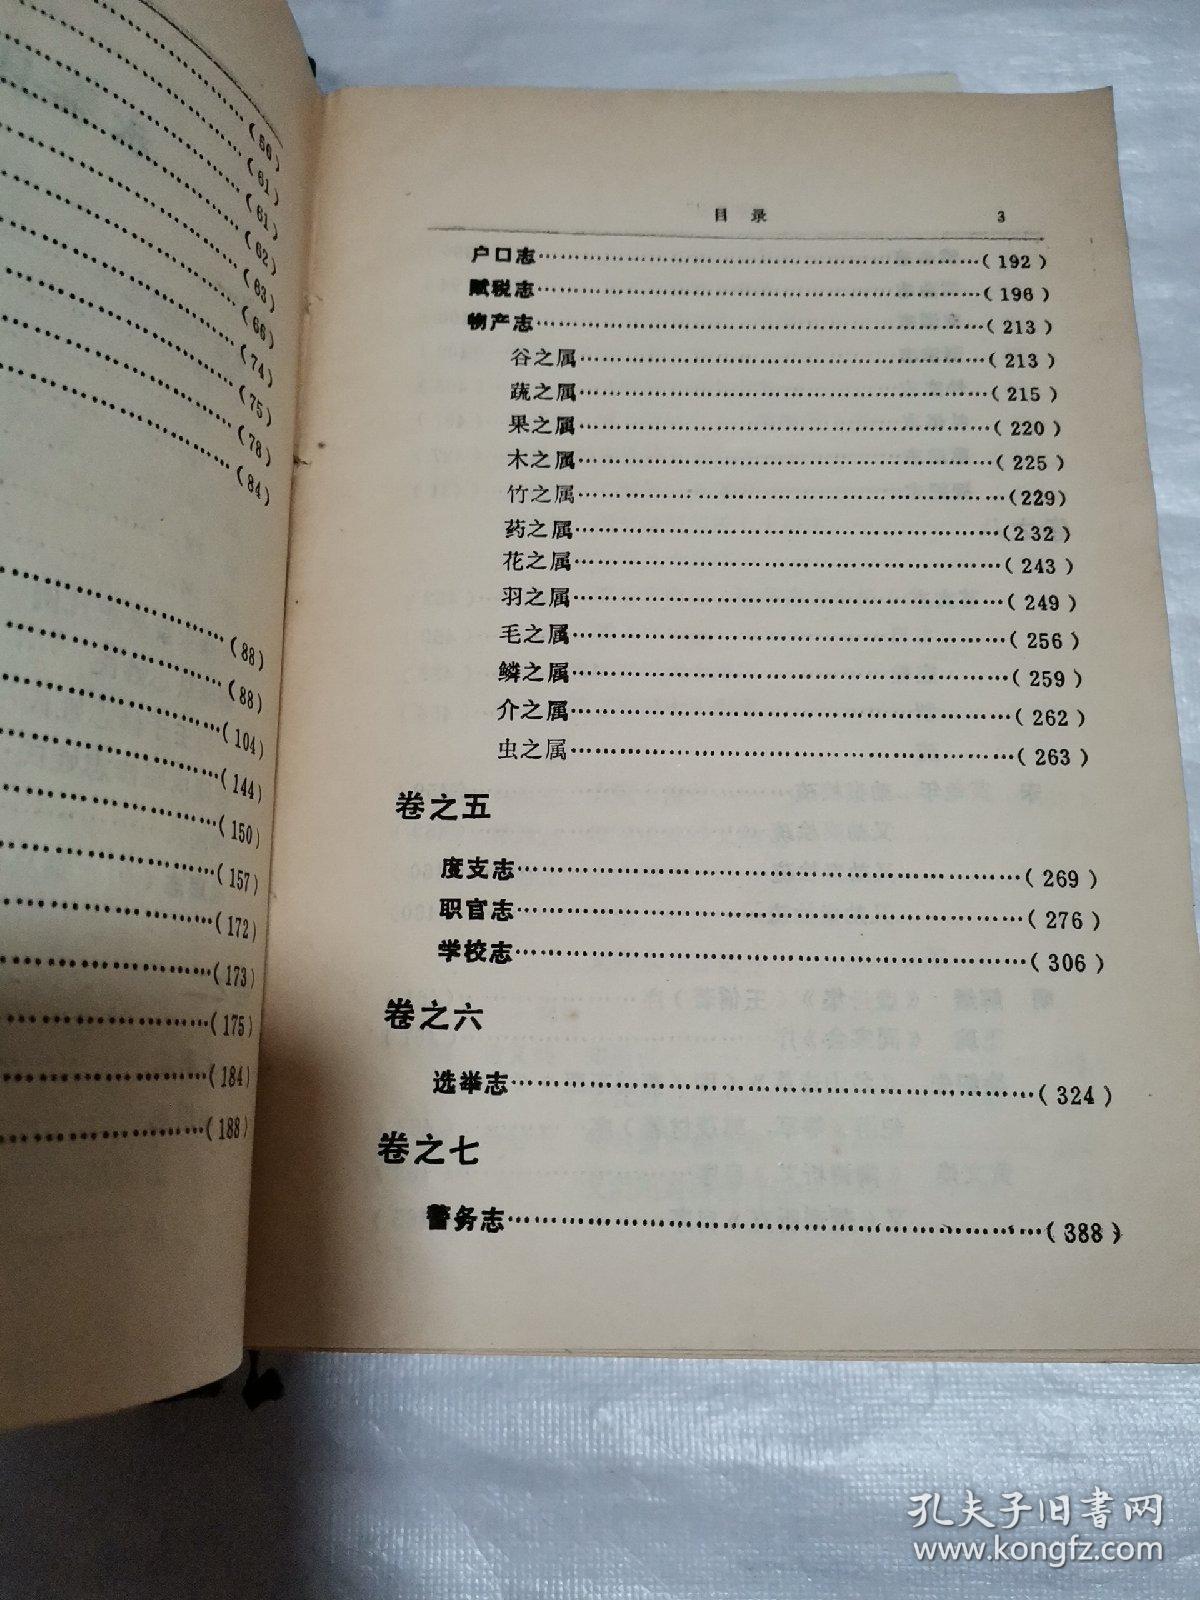 (56)
(61)
(61)
(62)
(63)
(66)
(74)
(75)
(78)
(84)
(88)
(88)
(104)
(144)
(150)
(157)
(172)
(173)
(175)
(184)
(188)
目 录 3
户口志……(192)
赋税志……(196)
物产志……(213)
谷之属……(213)
蔬之属……(215)
果之属……(220)
木之属……(225)
竹之属……(229)
药之属……(232)
花之属……(243)
羽之属……(249)
毛之属……(256)
鳞之属……(259)
介之属……(262)
虫之属……(263)
卷之五
度支志……(269)
职官志……(276)
学校志……(306)
卷之六
选举志……(324)
卷之七
警务志……(388)
孔夫子旧书网
www.kongfz.com